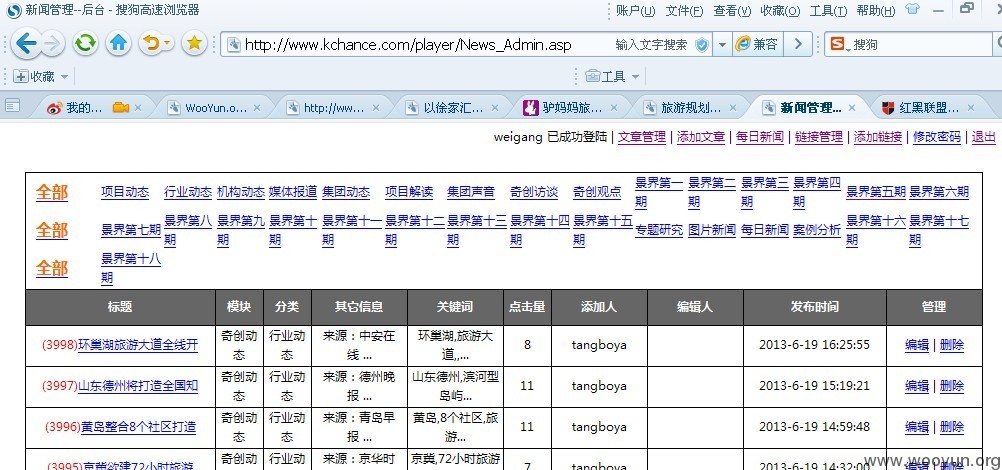 新闻管理--后台 - 搜狗高速浏览器
账户(U) 文件(F) 查看(V) 收藏(O) 工具(T) 帮助(H)
http://www.kchance.com/player/News_Admin.asp 输入文字搜索 兼容 搜狗
收藏 工具
我的... WooYun.o... http://ww... 以徐家汇... 驴妈妈旅... 旅游规划... 新闻管理... 红黑联盟...
weigang 已成功登陆 | 文章管理 | 添加文章 | 每日新闻 | 链接管理 | 添加链接 | 修改密码 | 退出
全部 项目动态 行业动态 机构动态 媒体报道 集团动态 项目解读 集团声音 奇创访谈 奇创观点 景界第一期 景界第二期 景界第三期 景界第四期 景界第五期 景界第六期
全部 景界第七期 景界第八期 景界第九期 景界第十期 景界第十一期 景界第十二期 景界第十三期 景界第十四期 景界第十五期 专题研究 图片新闻 每日新闻 案例分析 景界第十六期 景界第十七期
全部 景界第十八期
标题 模块 分类 其它信息 关键词 点击量 添加人 编辑人 发布时间 管理
(3998)环巢湖旅游大道全线开 奇创动态 行业动态 来源：中安在线 ... 环巢湖,旅游大道,,... 8 tangboya 2013-6-19 16:25:55 编辑 | 删除
(3997)山东德州将打造全国知 奇创动态 行业动态 来源：德州晚报 ... 山东德州,滨河型岛屿... 11 tangboya 2013-6-19 15:19:21 编辑 | 删除
(3996)黄岛整合8个社区打造 奇创动态 行业动态 来源：青岛早报 ... 黄岛,8个社区,旅游... 11 tangboya 2013-6-19 14:59:48 编辑 | 删除
(3995)京冀欲建72小时旅游 奇创动 行业动 来源：京华时 京冀,72小时旅游 7 tangboya 2013-6-19 14:32:00 编辑 | 删除
www.wooyun.org